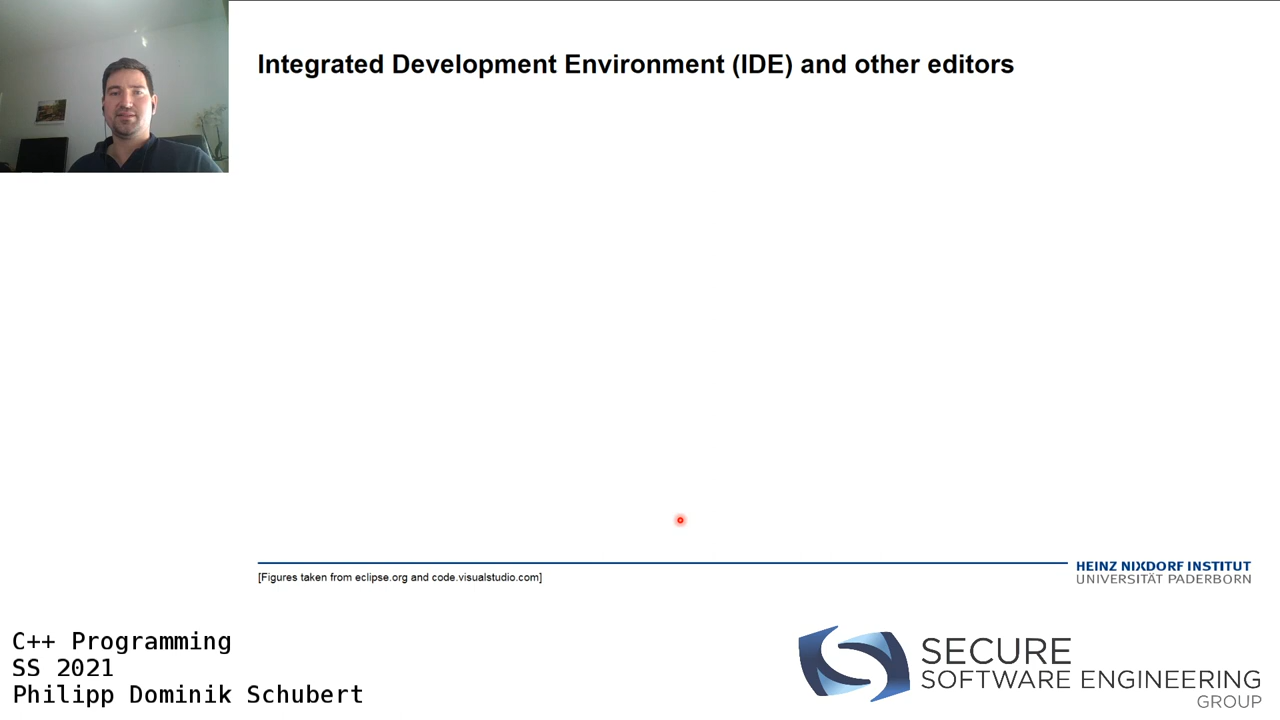 Integrated Development Environment (IDE) and other editors
[Figures taken from eclipse.org and code.visualstudio.com]
HEINZ NIXDORF INSTITUT
UNIVERSITÄT PADERBORN
C++ Programming
SS 2021
Philipp Dominik Schubert
SECURE
SOFTWARE ENGINEERING
GROUP